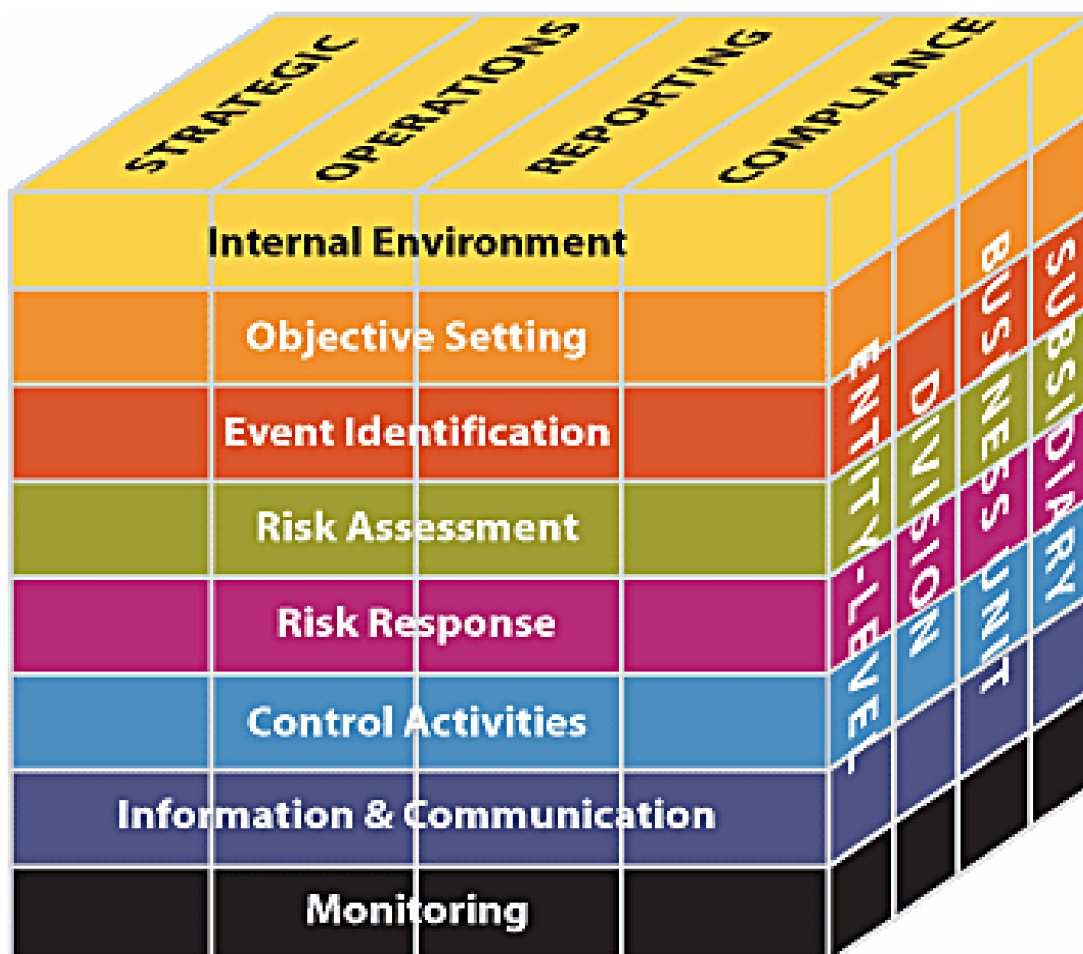 STRATEGIC
OPERATIONS
REPORTING
COMPLIANCE
Internal Environment
Objective Setting
Event Identification
Risk Assessment
Risk Response
Control Activities
Information & Communication
Monitoring
ENTITY-LEVEL
DIVISION
BUSINESS UNIT
SUBSIDIARY